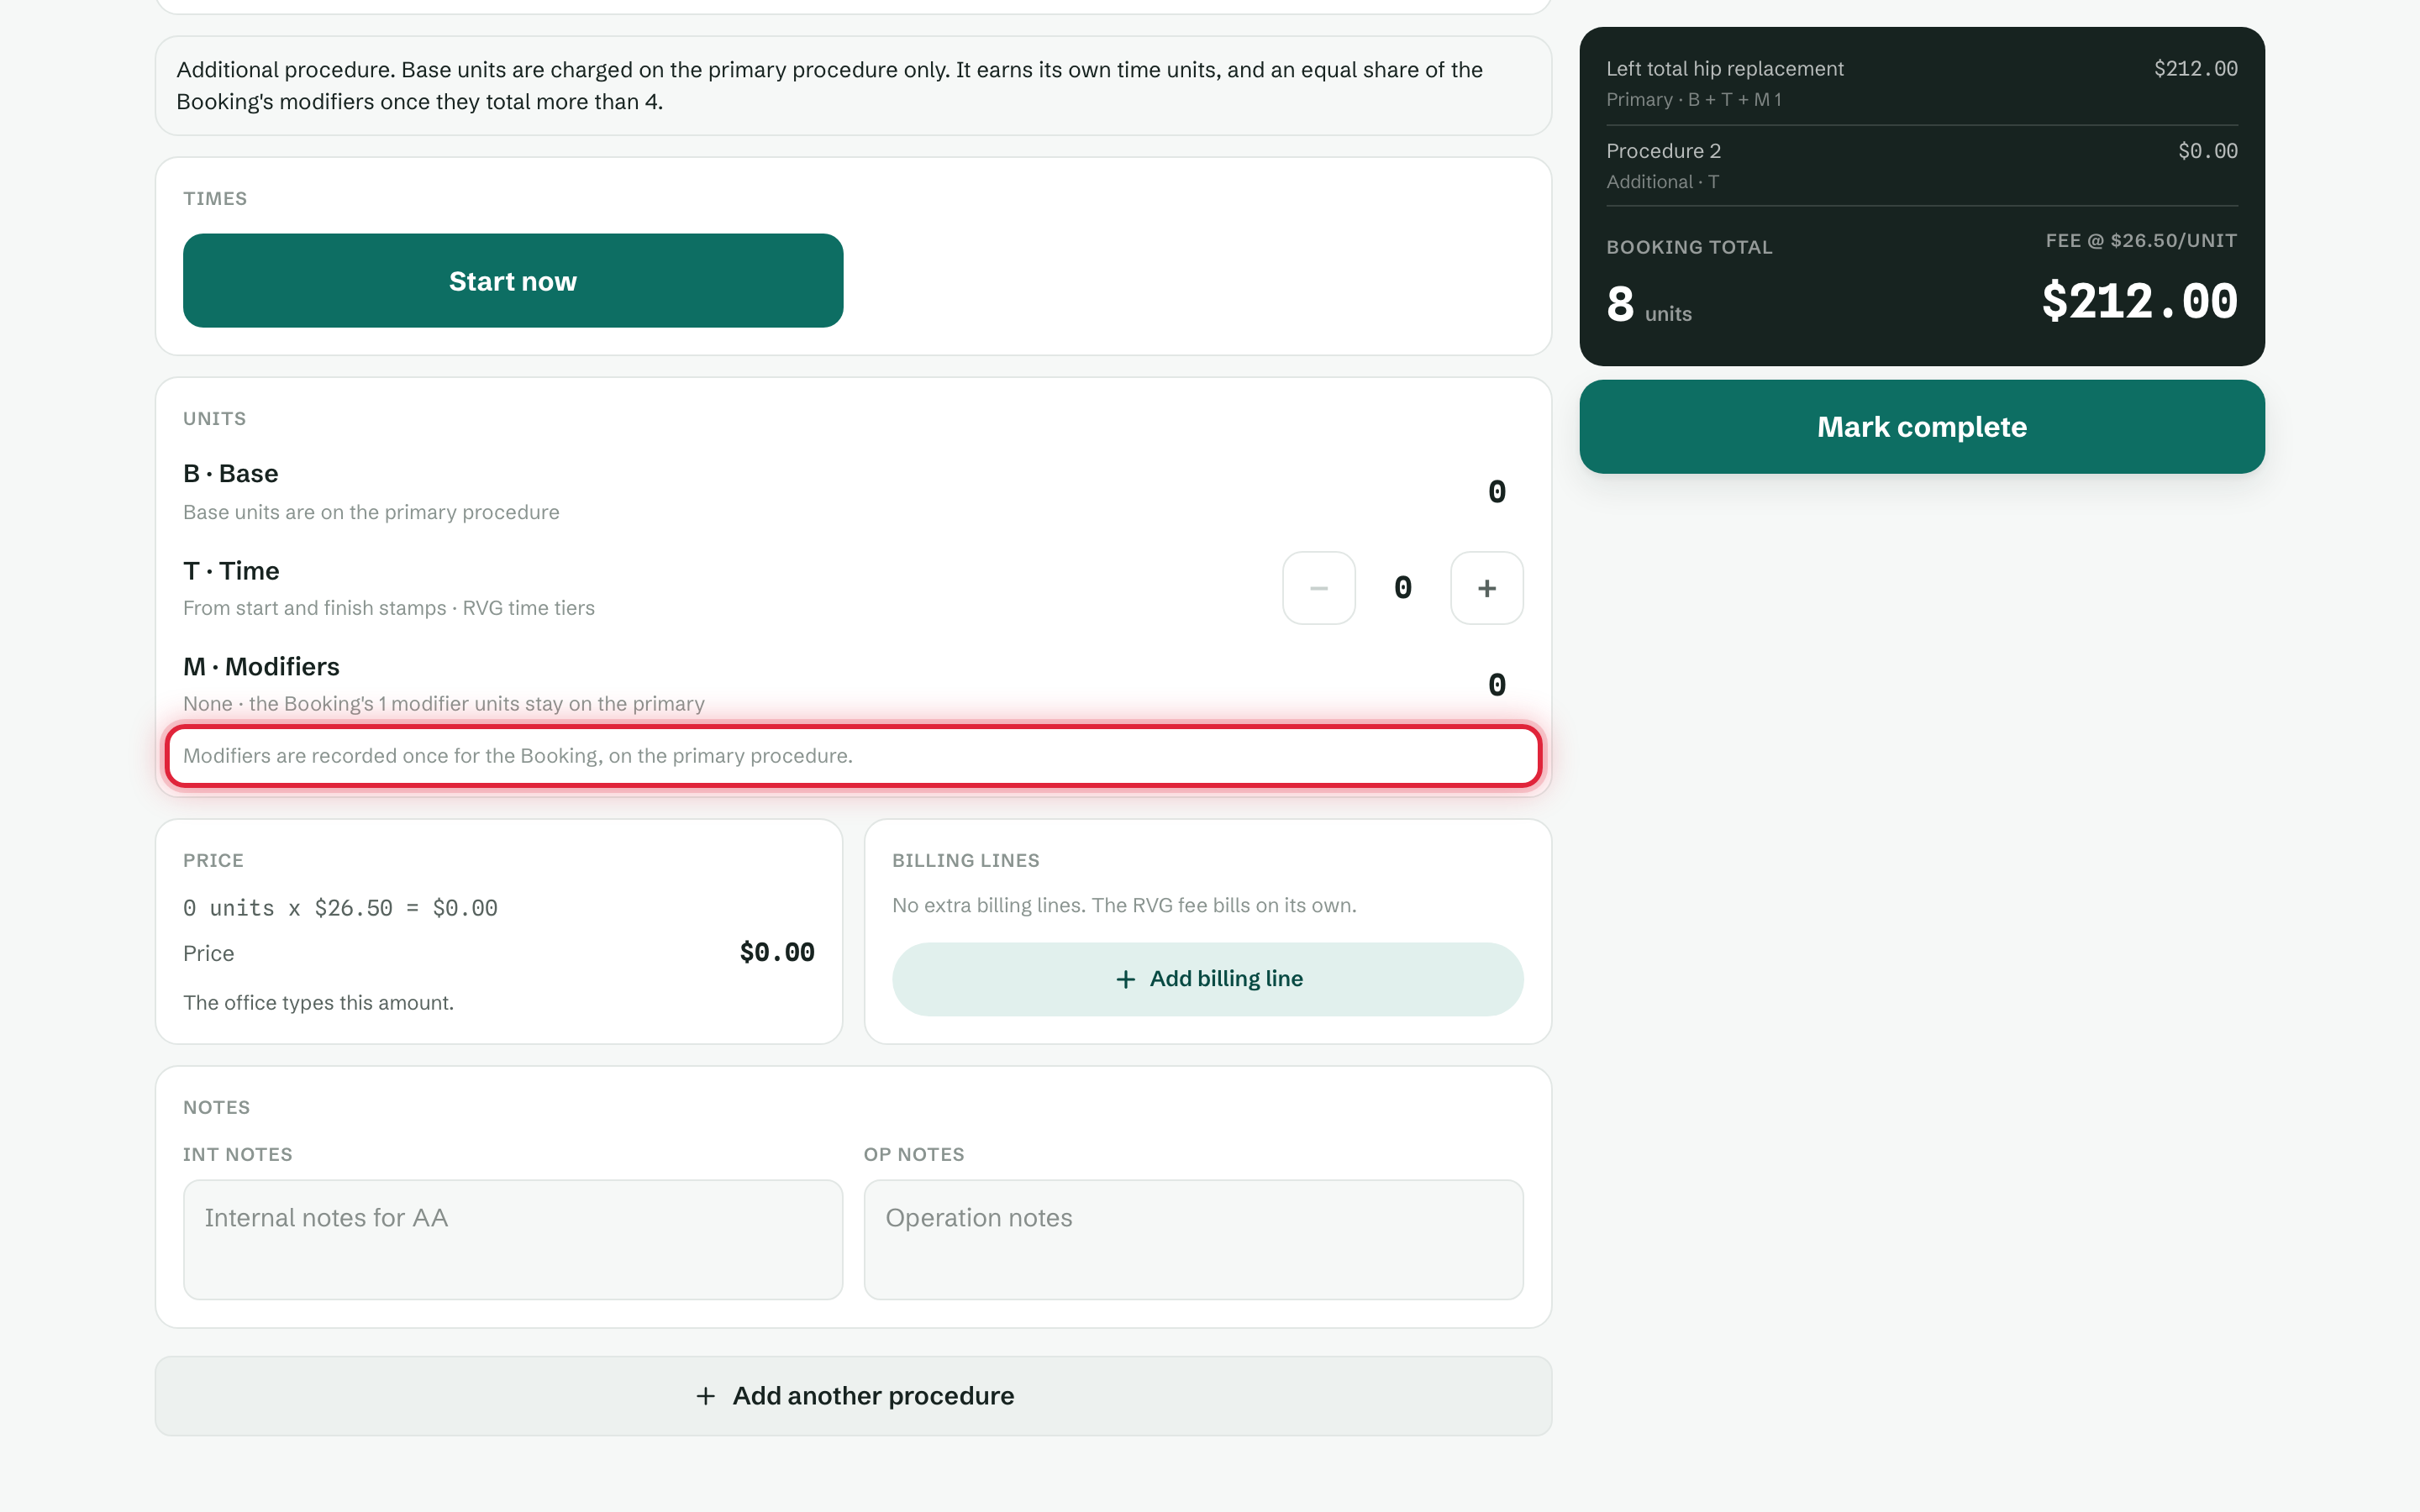 Additional procedure. Base units are charged on the primary procedure only. It earns its own time units, and an equal share of the
Booking's modifiers once they total more than 4.
TIMES
Start now
UNITS
B · Base
0
Base units are on the primary procedure
T · Time
− 0 +
From start and finish stamps · RVG time tiers
M · Modifiers
0
None · the Booking's 1 modifier units stay on the primary
Modifiers are recorded once for the Booking, on the primary procedure.
PRICE
0 units x $26.50 = $0.00
Price $0.00
The office types this amount.
BILLING LINES
No extra billing lines. The RVG fee bills on its own.
+ Add billing line
NOTES
INT NOTES
Internal notes for AA
OP NOTES
Operation notes
+ Add another procedure
Left total hip replacement $212.00
Primary · B + T + M 1
Procedure 2 $0.00
Additional · T
BOOKING TOTAL FEE @ $26.50/UNIT
8 units $212.00
Mark complete